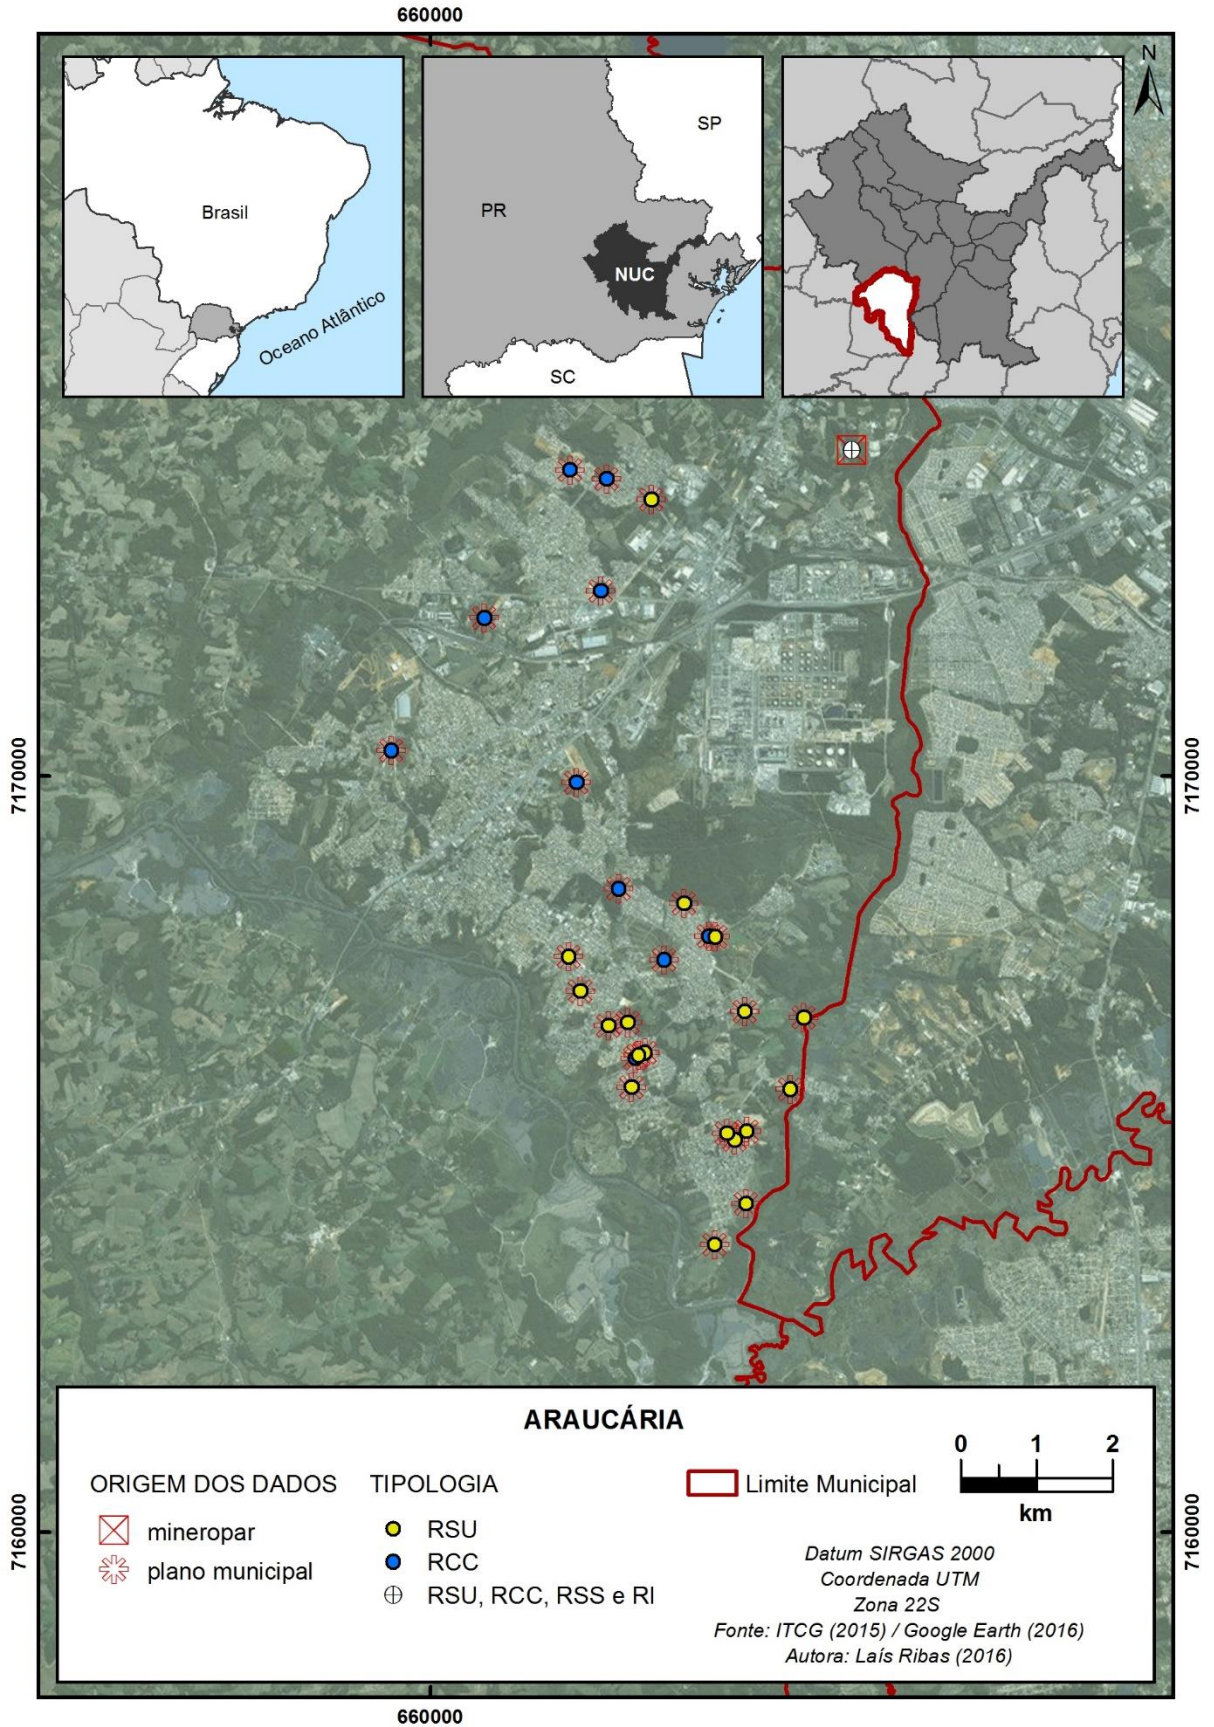 660000
N
Brasil
Oceano Atlântico
SP
PR
NUC
SC
7170000
7170000
ARAUCÁRIA
ORIGEM DOS DADOS
mineropar
plano municipal
TIPOLOGIA
RSU
RCC
RSU, RCC, RSS e RI
Limite Municipal
0 1 2
km
Datum SIRGAS 2000
Coordenada UTM
Zona 22S
Fonte: ITCG (2015) / Google Earth (2016)
Autora: Laís Ribas (2016)
7160000
7160000
660000